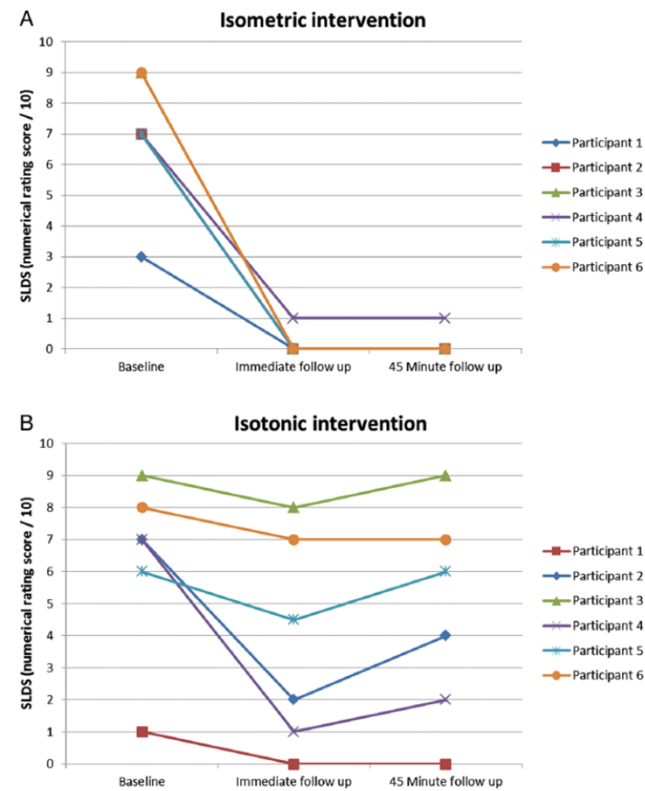 A
Isometric intervention
SLDS (numerical rating score / 10)
10
9
8
7
6
5
4
3
2
1
0
Baseline
Immediate follow up
45 Minute follow up
Participant 1
Participant 2
Participant 3
Participant 4
Participant 5
Participant 6
B
Isotonic intervention
SLDS (numerical rating score / 10)
10
9
8
7
6
5
4
3
2
1
0
Baseline
Immediate follow up
45 Minute follow up
Participant 1
Participant 2
Participant 3
Participant 4
Participant 5
Participant 6